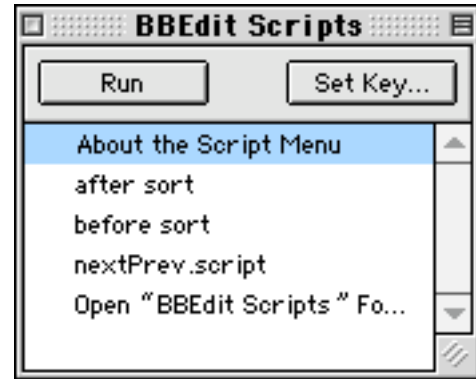 BBEdit Scripts
Run Set Key...
About the Script Menu
after sort
before sort
nextPrev.script
Open “BBEdit Scripts” Fo...